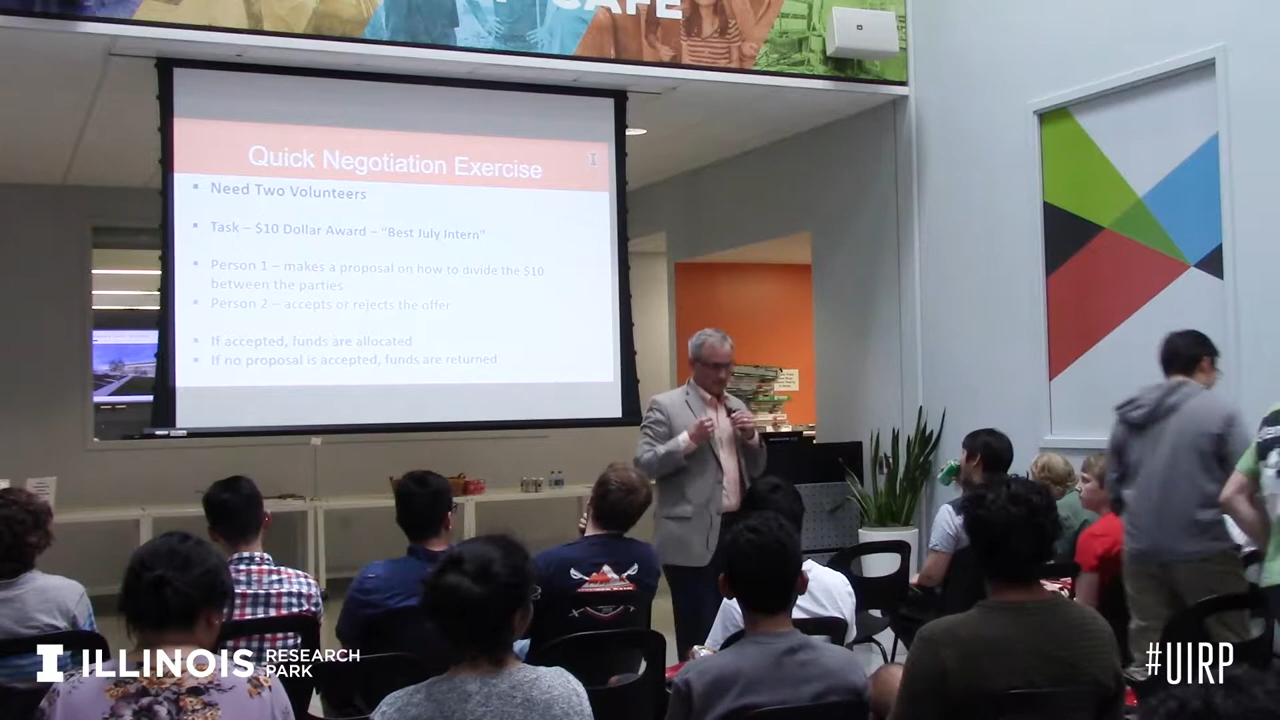 CAFE
Quick Negotiation Exercise
Need Two Volunteers
Task – $10 Dollar Award – "Best July Intern"
Person 1 – makes a proposal on how to divide the $10
between the parties
Person 2 – accepts or rejects the offer
If accepted, funds are allocated
If no proposal is accepted, funds are returned
I ILLINOIS RESEARCH
PARK
#UIRP